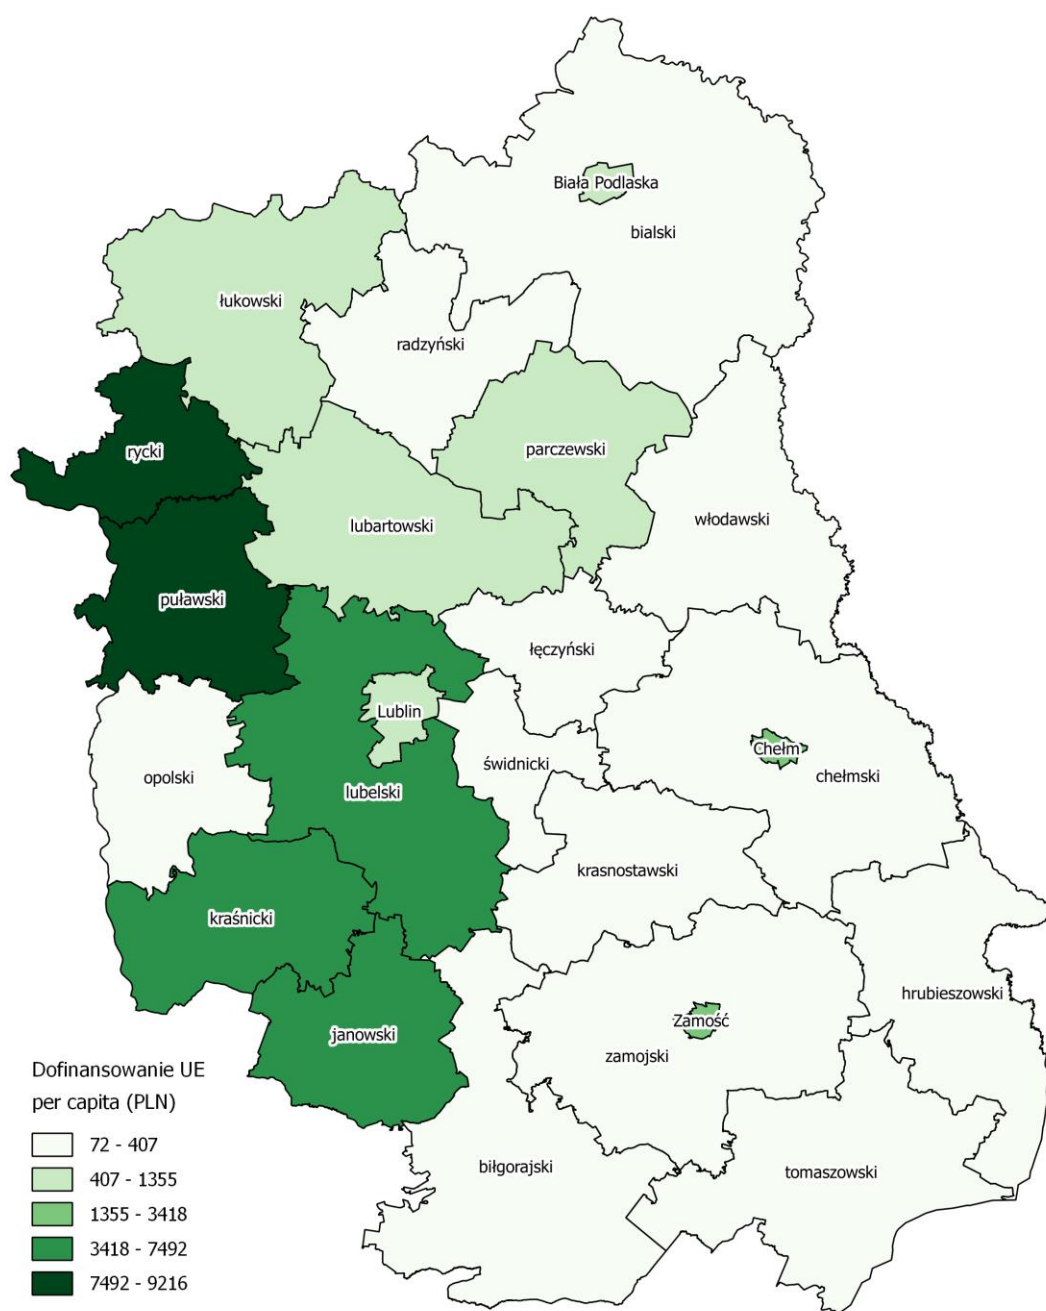 Biała Podlaska
bialski
łukowski
radzyński
rycki
parczewski
lubartowski
włodawski
puławski
łęczyński
Lublin
Chełm
opolski
świdnicki
chełmski
lubelski
krasnostawski
kraśnicki
hrubieszowski
janowski
Zamość
zamojski
biłgorajski
tomaszowski
Dofinansowanie UE
per capita (PLN)
72 - 407
407 - 1355
1355 - 3418
3418 - 7492
7492 - 9216